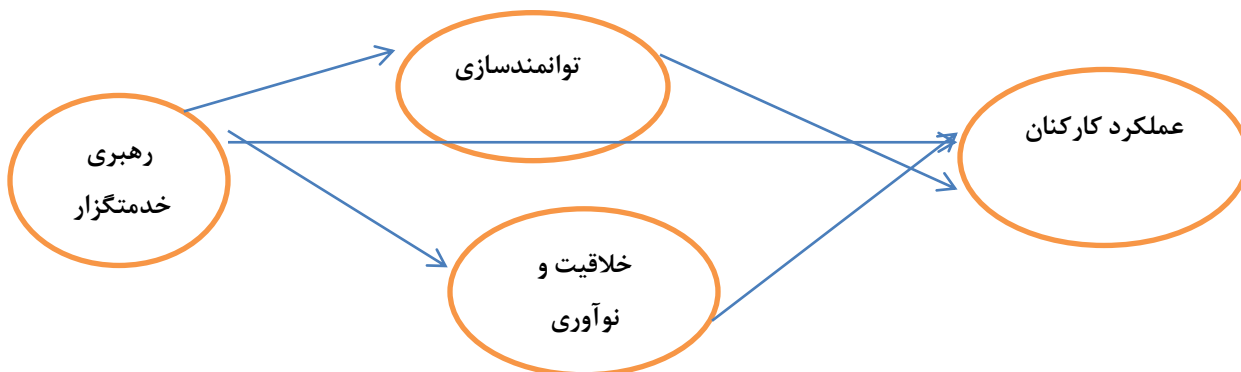 توانمندسازی
عملکرد کارکنان
رهبری
خدمتگزار
خلاقیت و
نوآوری